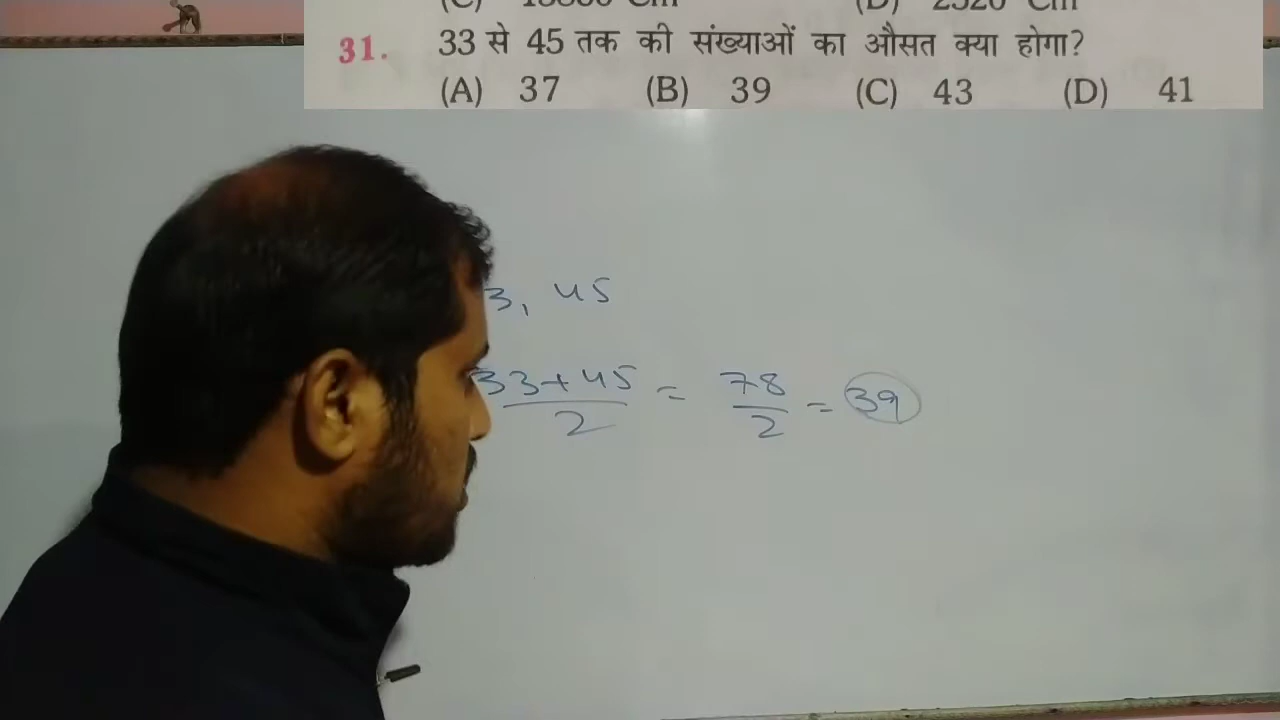 31. 33 से 45 तक की संख्याओं का औसत क्या होगा?
(A) 37 (B) 39 (C) 43 (D) 41
3, 45
33+45/2 = 78/2 = 39